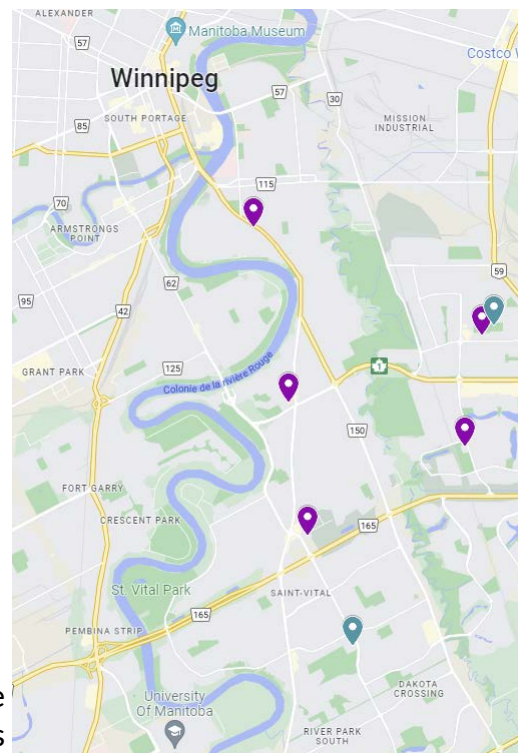 ALEXANDER
Manitoba Museum
57
Costco W
Winnipeg
57
30
SOUTH PORTAGE
MISSION
INDUSTRIAL
85
115
70
ARMSTRONGS
POINT
59
62
95
42
125
1
GRANT PARK
Colonie de la rivière Rouge
150
FORT GARRY
CRESCENT PARK
165
St. Vital Park
SAINT-VITAL
165
PEMBINA STRIP
DAKOTA
CROSSING
e
University
Of Manitoba
RIVER PARK
SOUTH
s